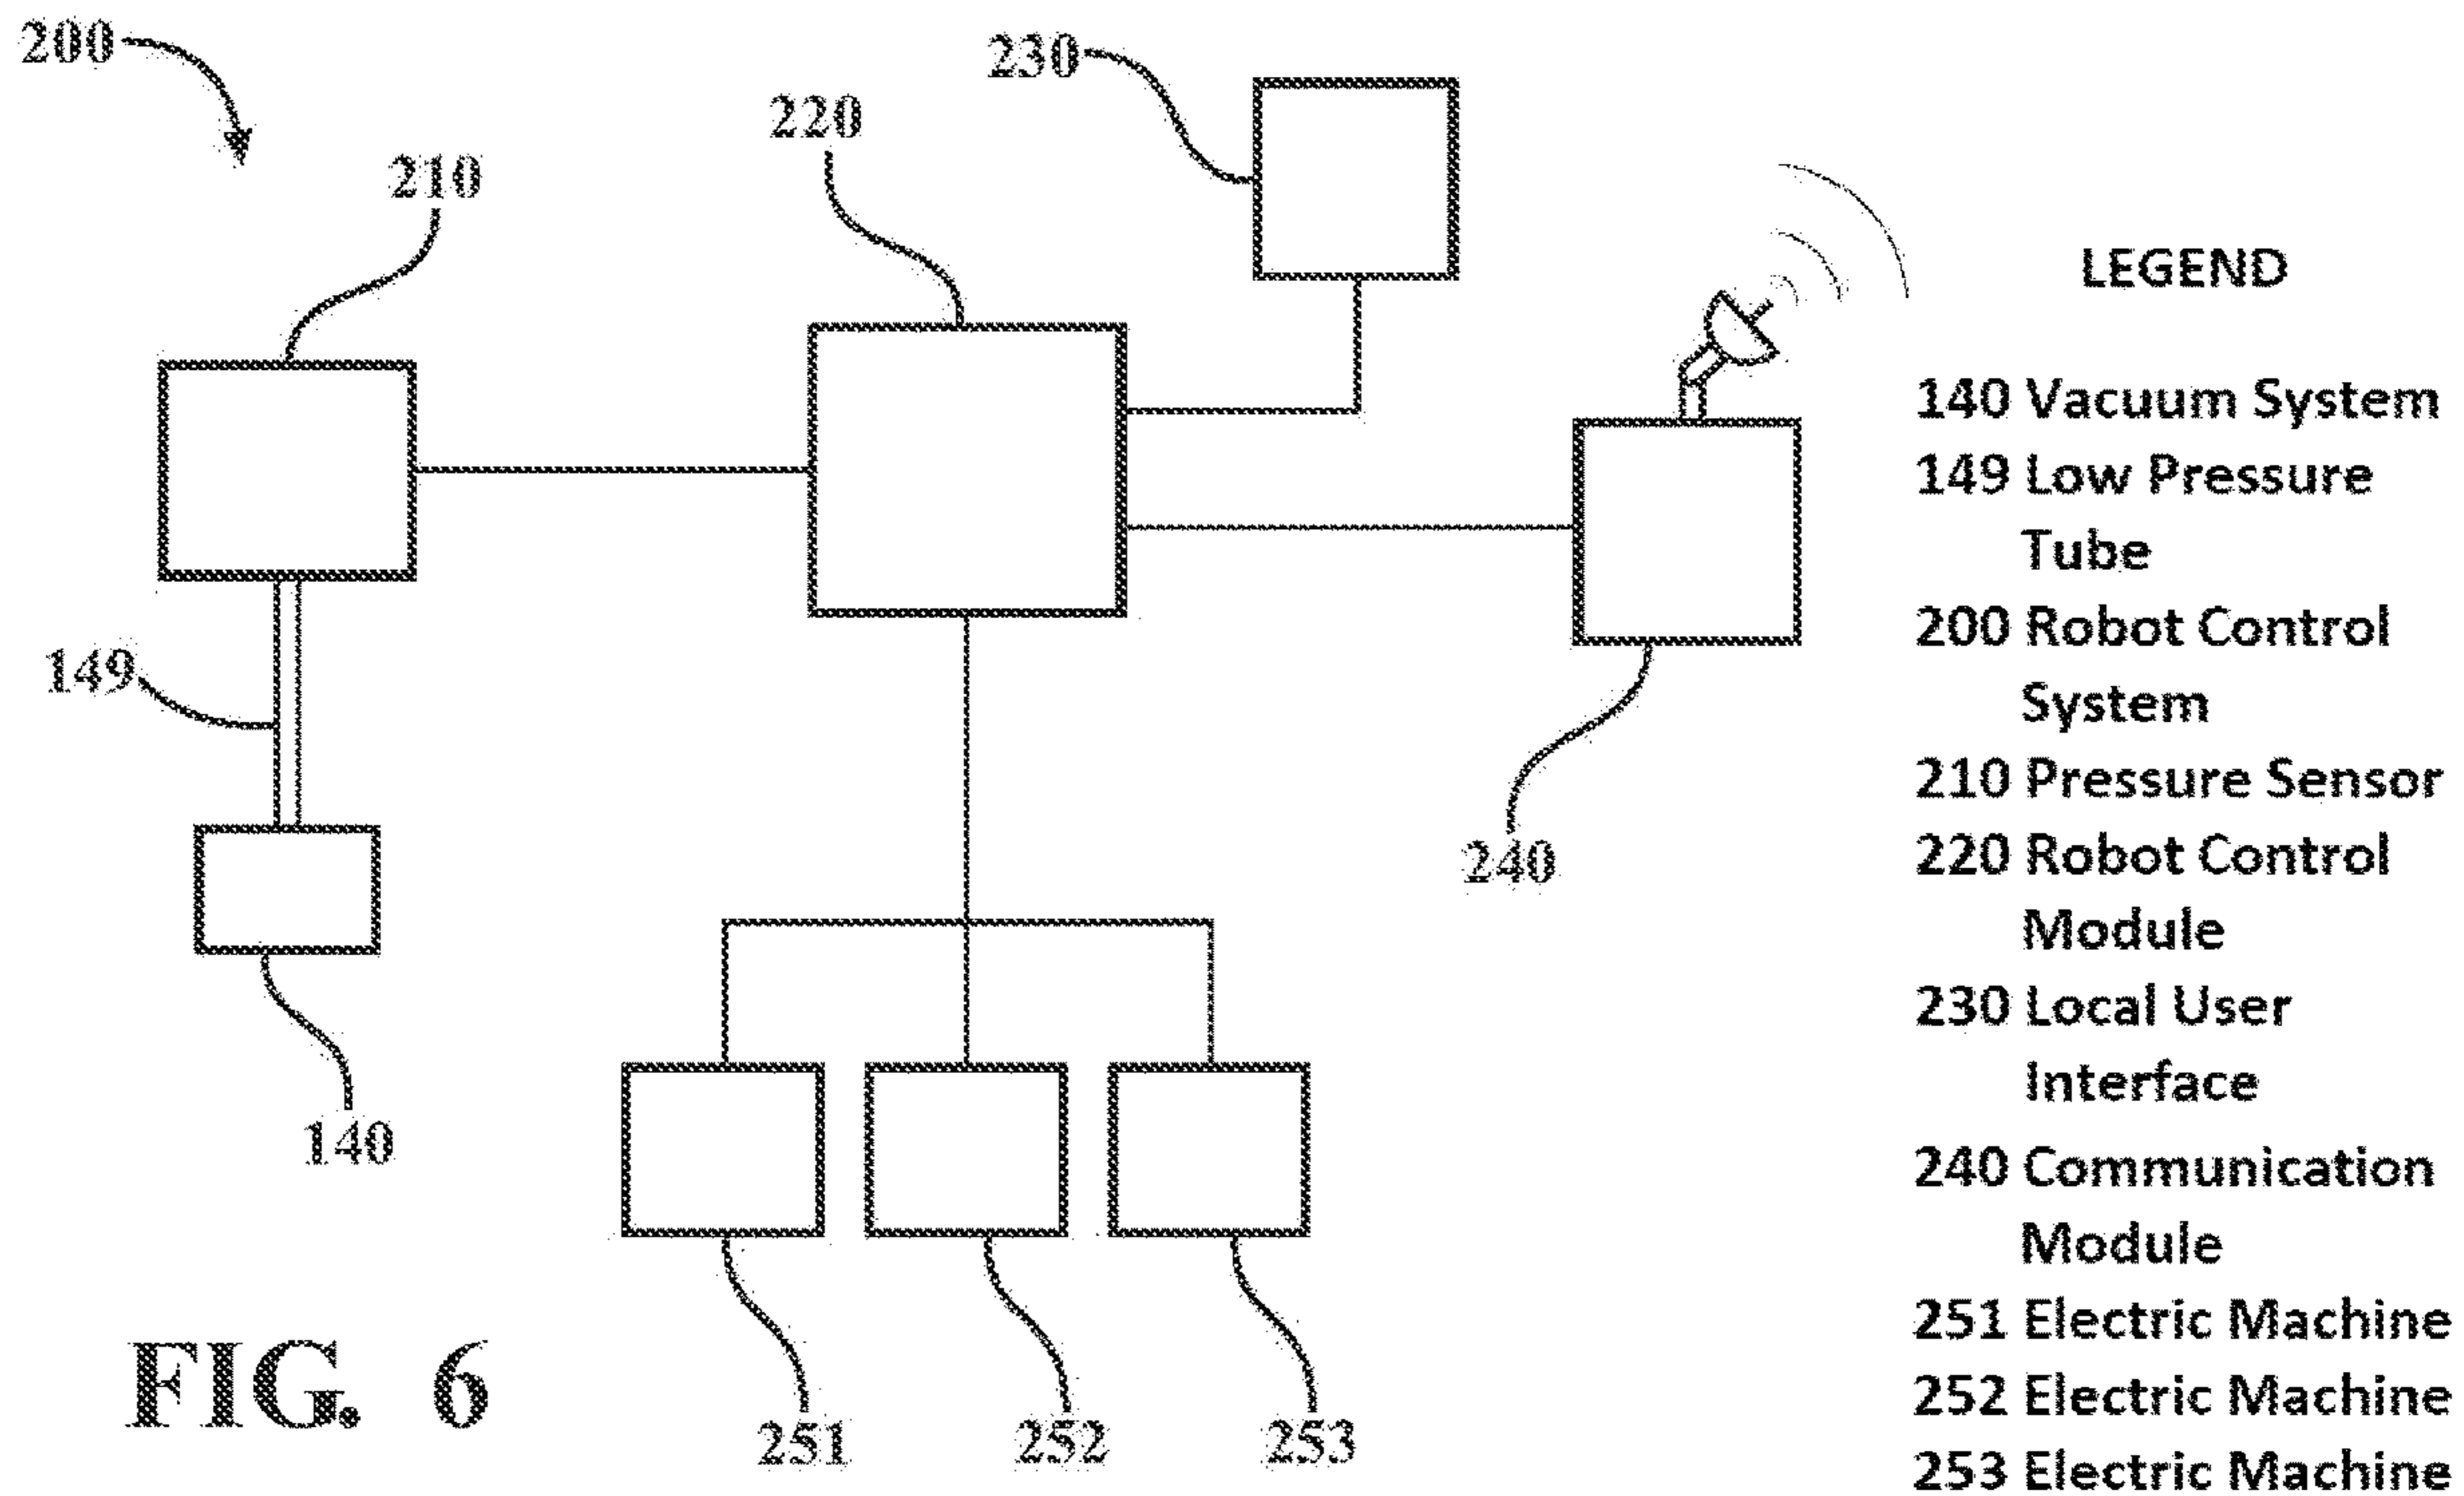 200
230
220
210
149
140
240
251
252
253
FIG. 6
LEGEND
140 Vacuum System
149 Low Pressure
Tube
200 Robot Control
System
210 Pressure Sensor
220 Robot Control
Module
230 Local User
Interface
240 Communication
Module
251 Electric Machine
252 Electric Machine
253 Electric Machine